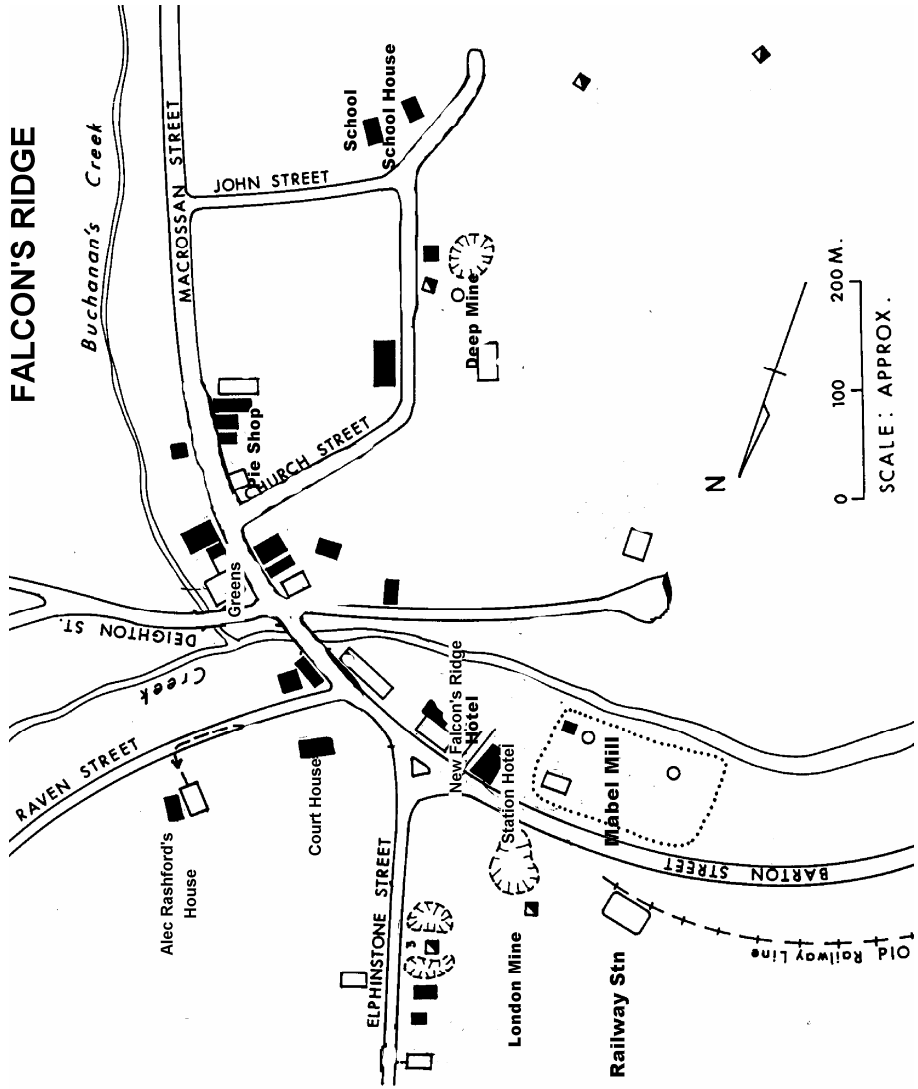 FALCON'S RIDGE
Buchanan's Creek
MACROSSAN STREET
JOHN STREET
School
School House
Deep Mine
Pie Shop
CHURCH STREET
Greens
DEIGHTON ST.
Creek
RAVEN STREET
Alec Rashford's
House
Court House
New Falcon's Ridge
Hotel
Station Hotel
Mabel Mill
ELPHINSTONE STREET
3
London Mine
Railway Stn
BARTON STREET
Old Railway Line
N
0 100 200 M.
SCALE: APPROX.